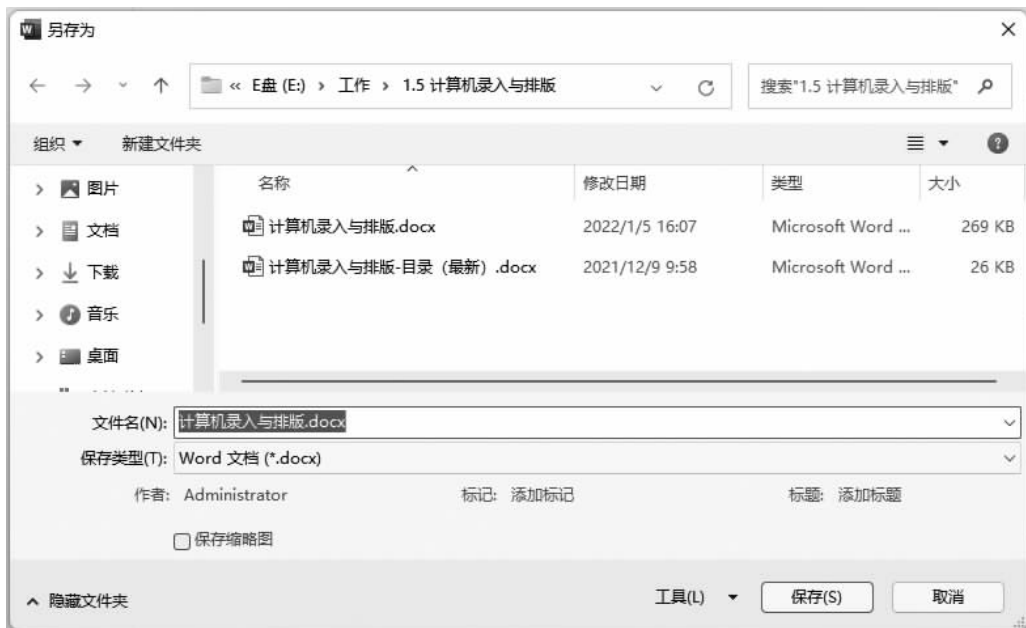 另存为
« E盘 (E:) › 工作 › 1.5 计算机录入与排版
搜索"1.5 计算机录入与排版"
组织 新建文件夹
名称 修改日期 类型 大小
图片
文档
下载
音乐
桌面
计算机录入与排版.docx 2022/1/5 16:07 Microsoft Word ... 269 KB
计算机录入与排版-目录（最新）.docx 2021/12/9 9:58 Microsoft Word ... 26 KB
文件名(N): 计算机录入与排版.docx
保存类型(T): Word 文档 (*.docx)
作者: Administrator 标记: 添加标记 标题: 添加标题
保存缩略图
隐藏文件夹 工具(L) 保存(S) 取消